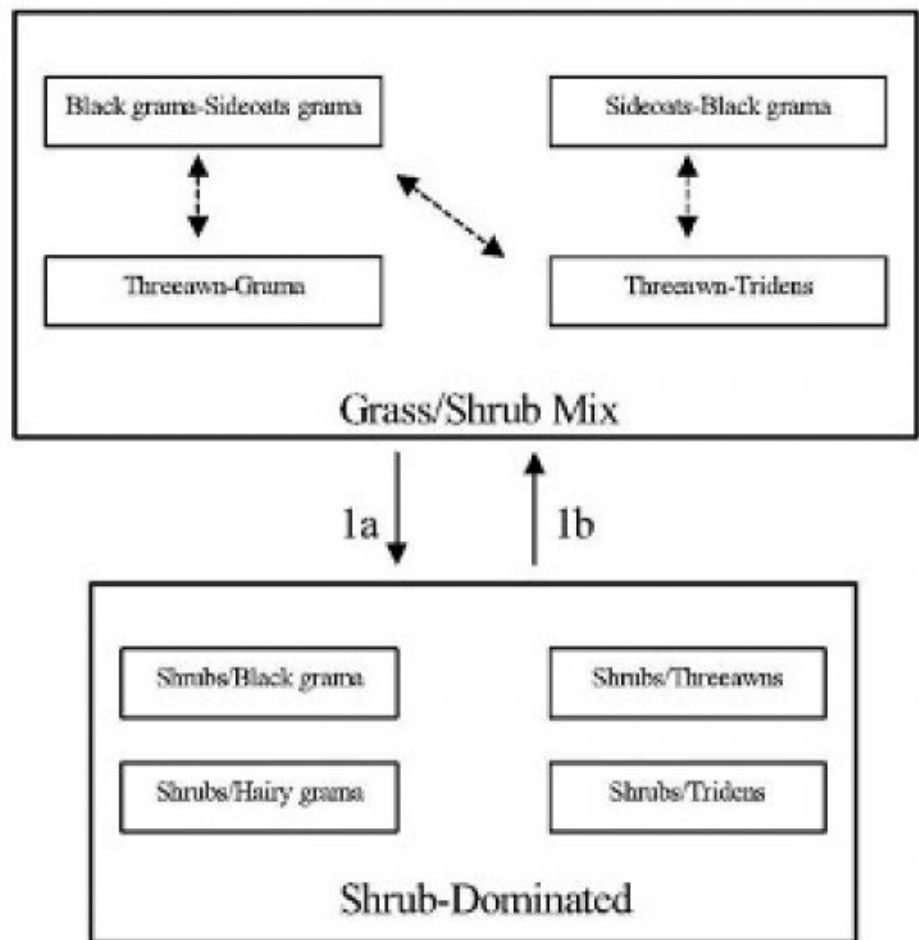 Black grama-Sideoats grama
Sideoats-Black grama
Threeawn-Grama
Threeawn-Tridens
Grass/Shrub Mix
1a
1b
Shrubs/Black grama
Shrubs/Threeawns
Shrubs/Hairy grama
Shrubs/Tridens
Shrub-Dominated